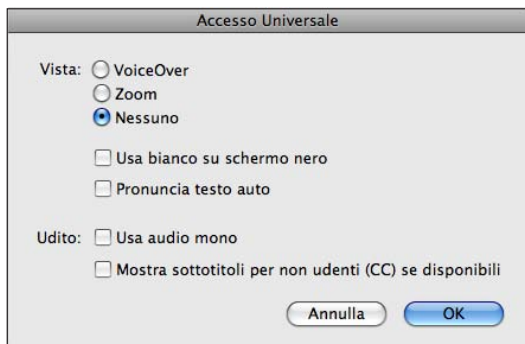 Accesso Universale
Vista: VoiceOver
Zoom
Nessuno
Usa bianco su schermo nero
Pronuncia testo auto
Udito: Usa audio mono
Mostra sottotitoli per non udenti (CC) se disponibili
Annulla OK